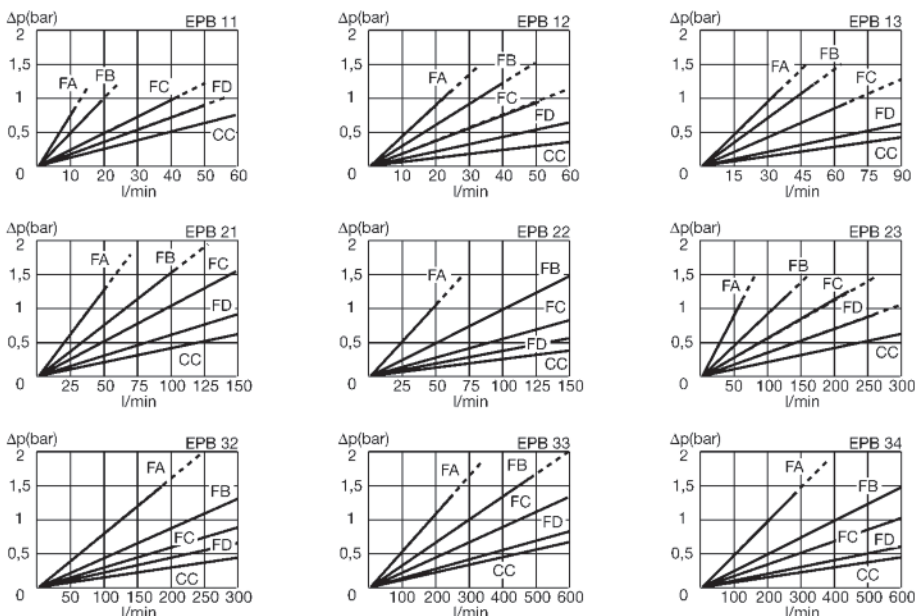 Δp(bar) EPB 11
2
1,5
1
0,5
0
FA FB FC FD CC
10 20 30 40 50 60
l/min
Δp(bar) EPB 12
2
1,5
1
0,5
0
FA FB FC FD CC
10 20 30 40 50 60
l/min
Δp(bar) EPB 13
2
1,5
1
0,5
0
FA FB FC FD CC
15 30 45 60 75 90
l/min
Δp(bar) EPB 21
2
1,5
1
0,5
0
FA FB FC FD CC
25 50 75 100 125 150
l/min
Δp(bar) EPB 22
2
1,5
1
0,5
0
FA FB FC FD CC
25 50 75 100 125 150
l/min
Δp(bar) EPB 23
2
1,5
1
0,5
0
FA FB FC FD CC
50 100 150 200 250 300
l/min
Δp(bar) EPB 32
2
1,5
1
0,5
0
FA FB FC FD CC
50 100 150 200 250 300
l/min
Δp(bar) EPB 33
2
1,5
1
0,5
0
FA FB FC FD CC
100 200 300 400 500 600
l/min
Δp(bar) EPB 34
2
1,5
1
0,5
0
FA FB FC FD CC
100 200 300 400 500 600
l/min